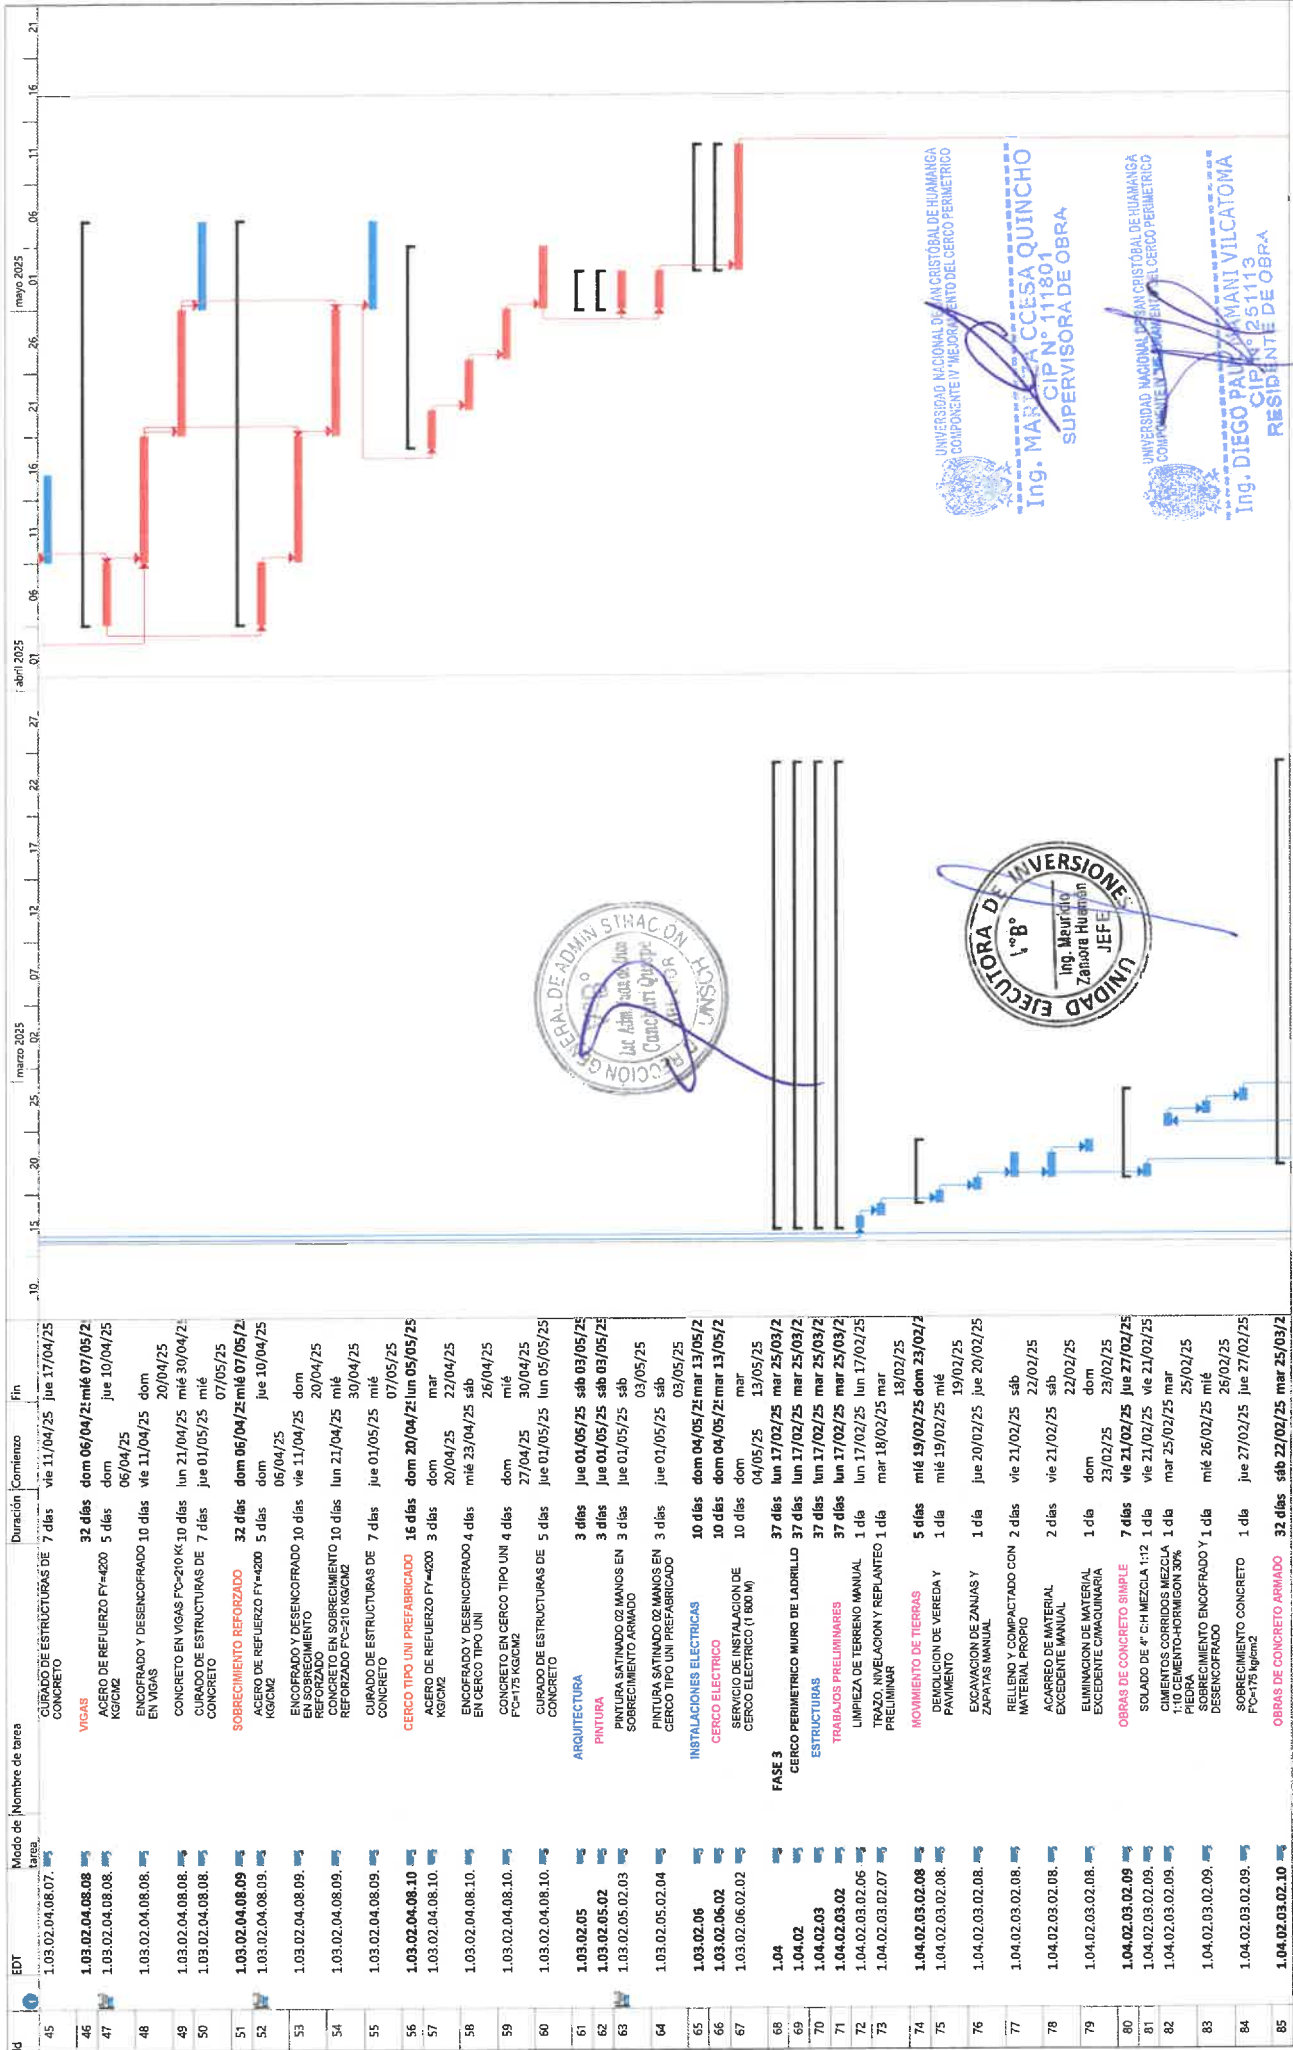 Id EDT Modo de tarea Nombre de tarea Duración Comienzo Fin
marzo 2025 abril 2025 mayo 2025
10 15 20 25 02 07 12 17 22 27 01 06 11 16 21 26 01 06 11 16 21
45 1.03.02.04.08.07. CURADO DE ESTRUCTURAS DE CONCRETO 7 días vie 11/04/25 jue 17/04/25
46 1.03.02.04.08.08 VIGAS 32 días dom 06/04/2 mié 07/05/2
47 1.03.02.04.08.08. ACERO DE REFUERZO FY=4200 KG/CM2 5 días dom 06/04/25 jue 10/04/25
48 1.03.02.04.08.08. ENCOFRADO Y DESENCOFRADO EN VIGAS 10 días vie 11/04/25 dom 20/04/25
49 1.03.02.04.08.08. CONCRETO EN VIGAS F'C=210 K 10 días lun 21/04/25 mié 30/04/2
50 1.03.02.04.08.08. CURADO DE ESTRUCTURAS DE CONCRETO 7 días jue 01/05/25 mié 07/05/25
51 1.03.02.04.08.09 SOBRECIMIENTO REFORZADO 32 días dom 06/04/2 mié 07/05/2
52 1.03.02.04.08.09. ACERO DE REFUERZO FY=4200 KG/CM2 5 días dom 06/04/25 jue 10/04/25
53 1.03.02.04.08.09. ENCOFRADO Y DESENCOFRADO EN SOBRECIMIENTO REFORZADO 10 días vie 11/04/25 dom 20/04/25
54 1.03.02.04.08.09. CONCRETO EN SOBRECIMIENTO REFORZADO F'C=210 KG/CM2 10 días lun 21/04/25 mié 30/04/25
55 1.03.02.04.08.09. CURADO DE ESTRUCTURAS DE CONCRETO 7 días jue 01/05/25 mié 07/05/25
56 1.03.02.04.08.10 CERCO TIPO UNI PREFABRICADO 16 días dom 20/04/2 lun 05/05/25
57 1.03.02.04.08.10. ACERO DE REFUERZO FY=4200 KG/CM2 3 días dom 20/04/25 mar 22/04/25
58 1.03.02.04.08.10. ENCOFRADO Y DESENCOFRADO EN CERCO TIPO UNI 4 días mié 23/04/25 sáb 26/04/25
59 1.03.02.04.08.10. CONCRETO EN CERCO TIPO UNI F'C=175 KG/CM2 4 días dom 27/04/25 mié 30/04/25
60 1.03.02.04.08.10. CURADO DE ESTRUCTURAS DE CONCRETO 5 días jue 01/05/25 lun 05/05/25
61 1.03.02.05 ARQUITECTURA 3 días jue 01/05/25 sáb 03/05/25
62 1.03.02.05.02 PINTURA 3 días jue 01/05/25 sáb 03/05/25
63 1.03.02.05.02.03 PINTURA SATINADO 02 MANOS EN SOBRECIMIENTO ARMADO 3 días jue 01/05/25 sáb 03/05/25
64 1.03.02.05.02.04 PINTURA SATINADO 02 MANOS EN CERCO TIPO UNI PREFABRICADO 3 días jue 01/05/25 sáb 03/05/25
65 1.03.02.06 INSTALACIONES ELECTRICAS 10 días dom 04/05/2 mar 13/05/2
66 1.03.02.06.02 CERCO ELECTRICO 10 días dom 04/05/2 mar 13/05/2
67 1.03.02.06.02.02 SERVICIO DE INSTALACION DE CERCO ELECTRICO (1 800 M) 10 días dom 04/05/25 mar 13/05/25
68 1.04 FASE 3 37 días lun 17/02/25 mar 25/03/2
69 1.04.02 CERCO PERIMETRICO MURO DE LADRILLO 37 días lun 17/02/25 mar 25/03/2
70 1.04.02.03 ESTRUCTURAS 37 días lun 17/02/25 mar 25/03/2
71 1.04.02.03.02 TRABAJOS PRELIMINARES 37 días lun 17/02/25 mar 25/03/2
72 1.04.02.03.02.06 LIMPIEZA DE TERRENO MANUAL 1 día lun 17/02/25 lun 17/02/25
73 1.04.02.03.02.07 TRAZO, NIVELACION Y REPLANTEO PRELIMINAR 1 día mar 18/02/25 mar 18/02/25
74 1.04.02.03.02.08 MOVIMIENTO DE TIERRAS 5 días mié 19/02/25 dom 23/02/2
75 1.04.02.03.02.08. DEMOLICION DE VEREDA Y PAVIMENTO 1 día mié 19/02/25 mié 19/02/25
76 1.04.02.03.02.08. EXCAVACION DE ZANJAS Y ZAPATAS MANUAL 1 día jue 20/02/25 jue 20/02/25
77 1.04.02.03.02.08. RELLENO Y COMPACTADO CON MATERIAL PROPIO 2 días vie 21/02/25 sáb 22/02/25
78 1.04.02.03.02.08. ACARREO DE MATERIAL EXCEDENTE MANUAL 2 días vie 21/02/25 sáb 22/02/25
79 1.04.02.03.02.08. ELIMINACION DE MATERIAL EXCEDENTE C/MAQUINARIA 1 día dom 23/02/25 dom 23/02/25
80 1.04.02.03.02.09 OBRAS DE CONCRETO SIMPLE 7 días vie 21/02/25 jue 27/02/25
81 1.04.02.03.02.09. SOLADO DE 4" C:H MEZCLA 1:12 1 día vie 21/02/25 vie 21/02/25
82 1.04.02.03.02.09. CIMIENTOS CORRIDOS MEZCLA 1:10 CEMENTO-HORMIGON 30% PIEDRA 1 día mar 25/02/25 mar 25/02/25
83 1.04.02.03.02.09. SOBRECIMIENTO ENCOFRADO Y DESENCOFRADO 1 día mié 26/02/25 mié 26/02/25
84 1.04.02.03.02.09. SOBRECIMIENTO CONCRETO F'C=175 kg/cm2 1 día jue 27/02/25 jue 27/02/25
85 1.04.02.03.02.10 OBRAS DE CONCRETO ARMADO 32 días sáb 22/02/25 mar 25/03/2
GENERAL DE ADMINISTRACION
UNSCH
UNIDAD EJECUTORA DE INVERSIONES
V°B°
Ing. Mauricio
Zamora Huamán
JEFE
UNIVERSIDAD NACIONAL DE SAN CRISTÓBAL DE HUAMANGA
COMPONENTE IV "MEJORAMIENTO DEL CERCO PERIMETRICO
CCESA QUINCHO
CIP N° 111801
SUPERVISORA DE OBRA
UNIVERSIDAD NACIONAL DE SAN CRISTÓBAL DE HUAMANGA
CERCO PERIMETRICO
Ing. DIEGO PAUL MAMANI VILCATOMA
CIP N° 251113
RESIDENTE DE OBRA